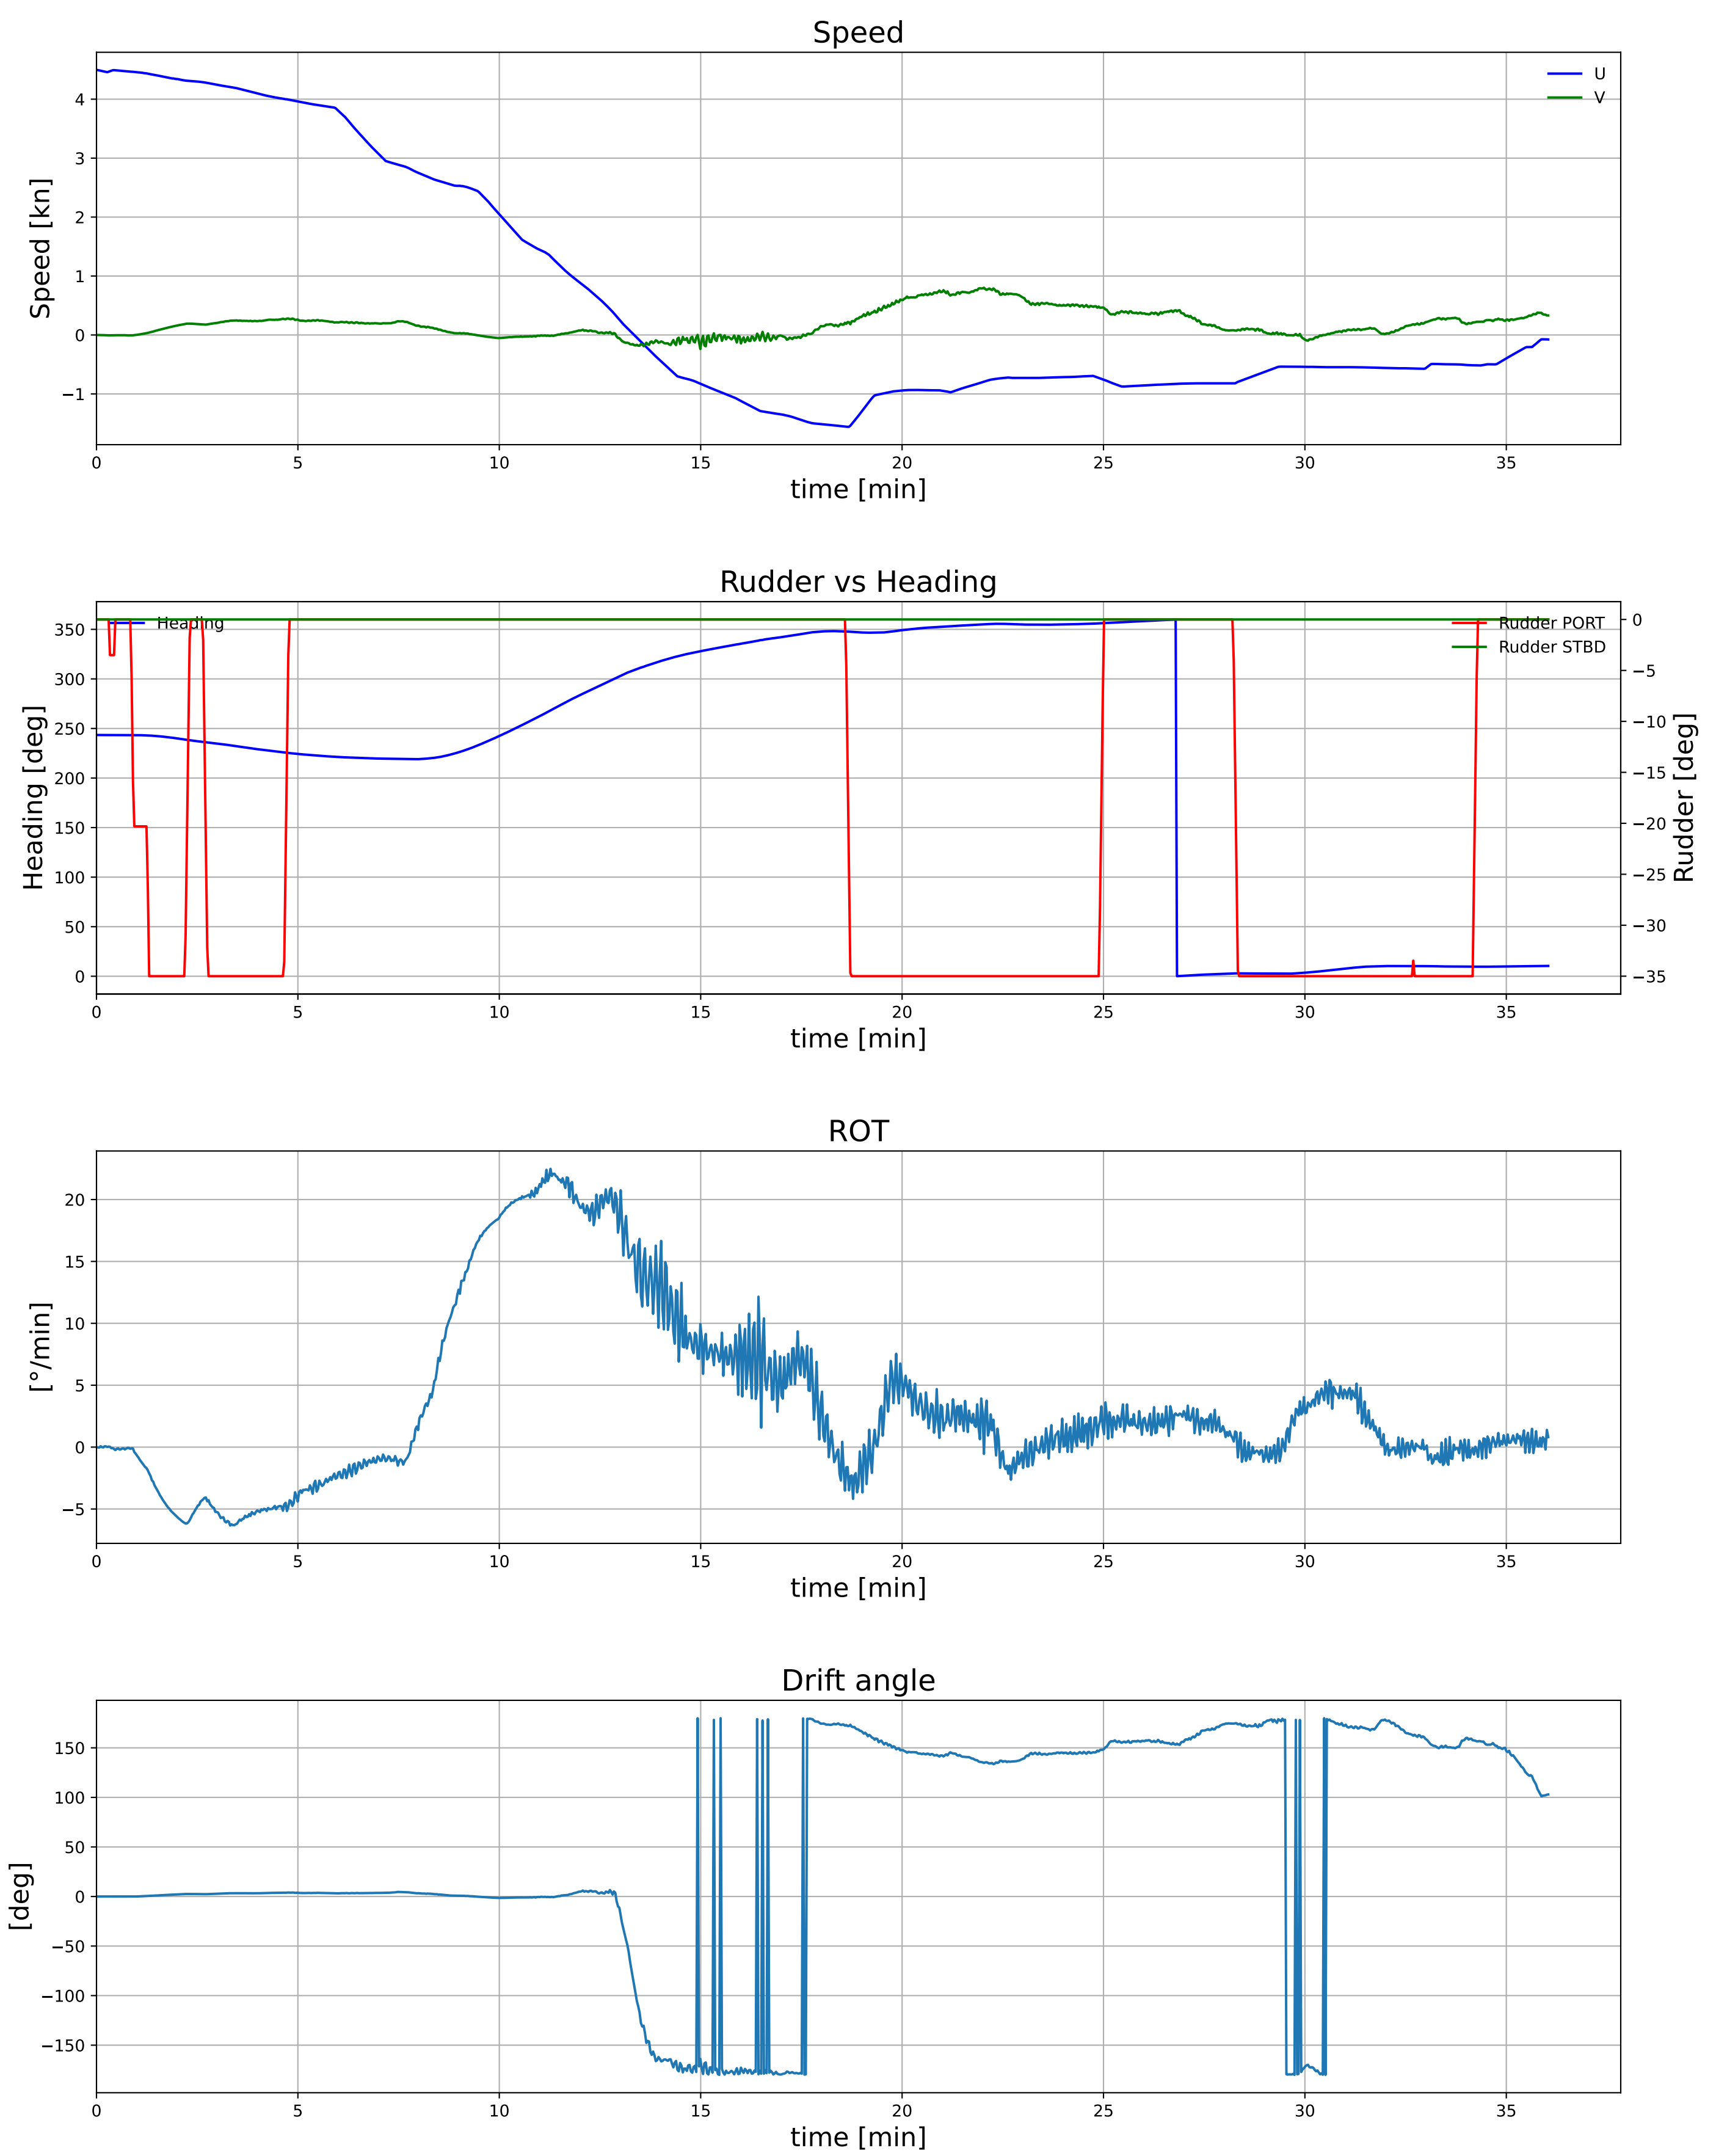 Speed
Speed [kn]
4
3
2
1
0
−1
U
V
0 5 10 15 20 25 30 35
time [min]
Rudder vs Heading
Heading [deg]
350
300
250
200
150
100
50
0
Heading
Rudder PORT
Rudder STBD
0
−5
−10
−15
−20
−25
−30
−35
Rudder [deg]
0 5 10 15 20 25 30 35
time [min]
ROT
[°/min]
20
15
10
5
0
−5
0 5 10 15 20 25 30 35
time [min]
Drift angle
[deg]
150
100
50
0
−50
−100
−150
0 5 10 15 20 25 30 35
time [min]